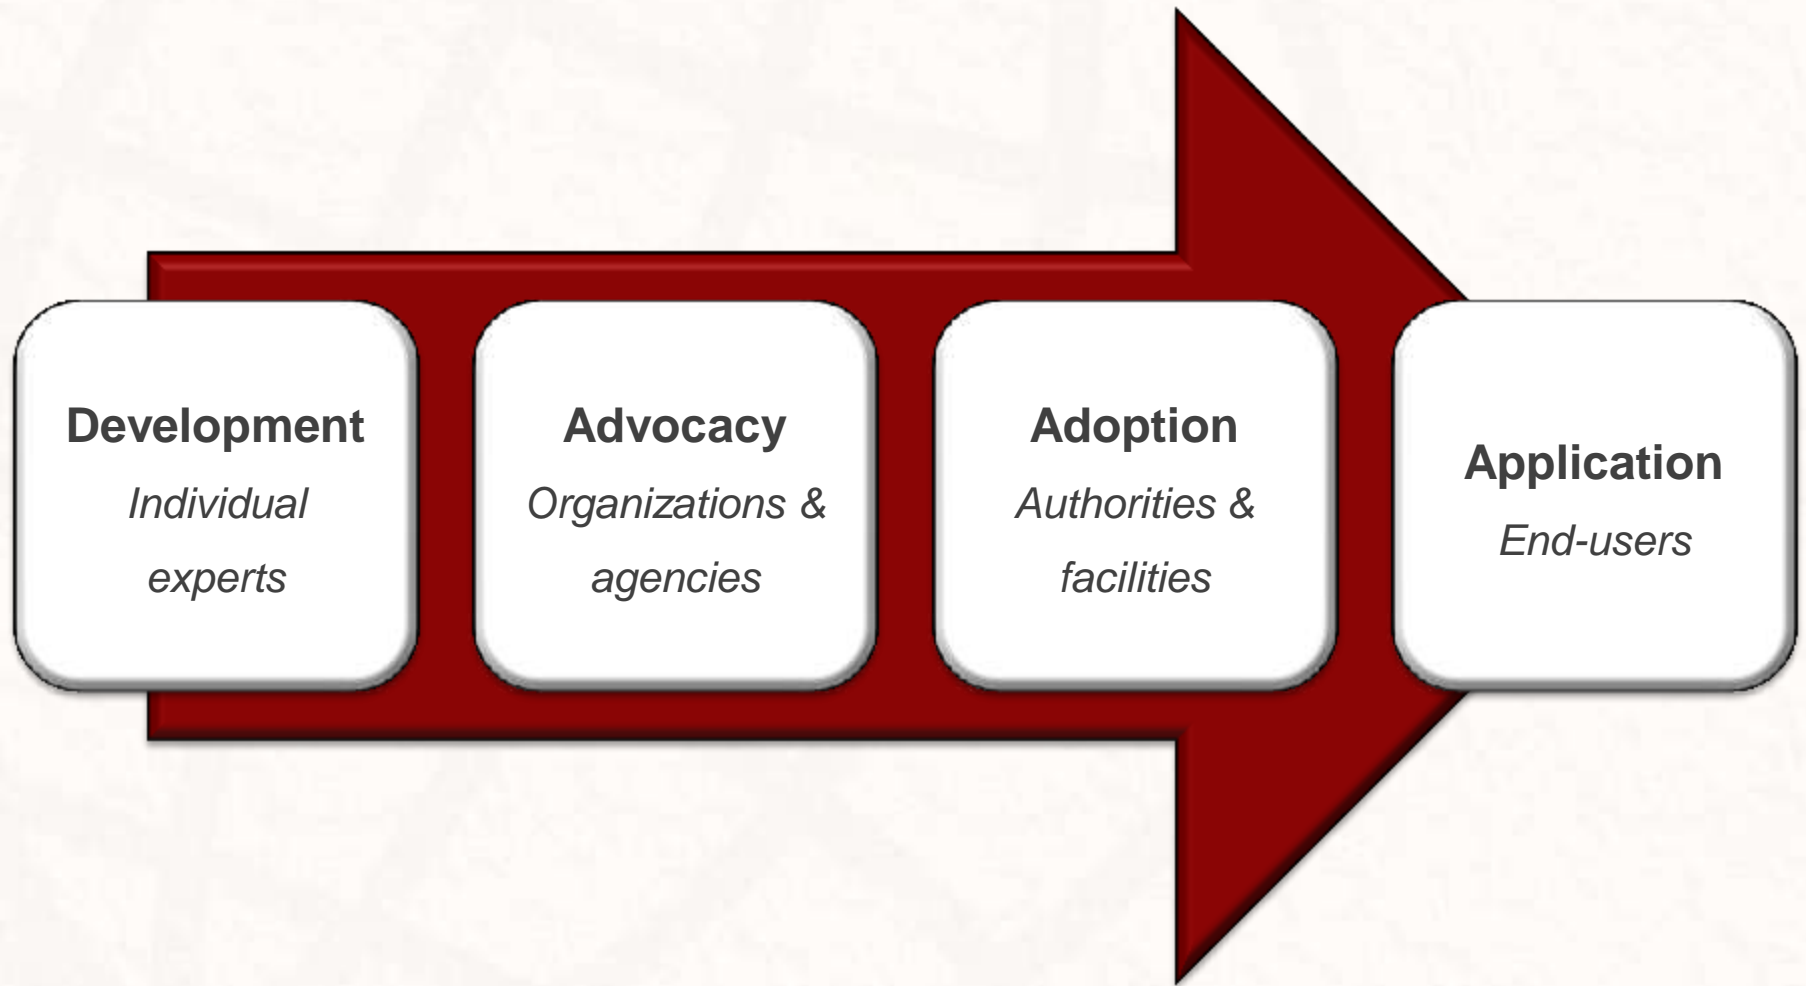 Development
Individual
experts
Advocacy
Organizations &
agencies
Adoption
Authorities &
facilities
Application
End-users